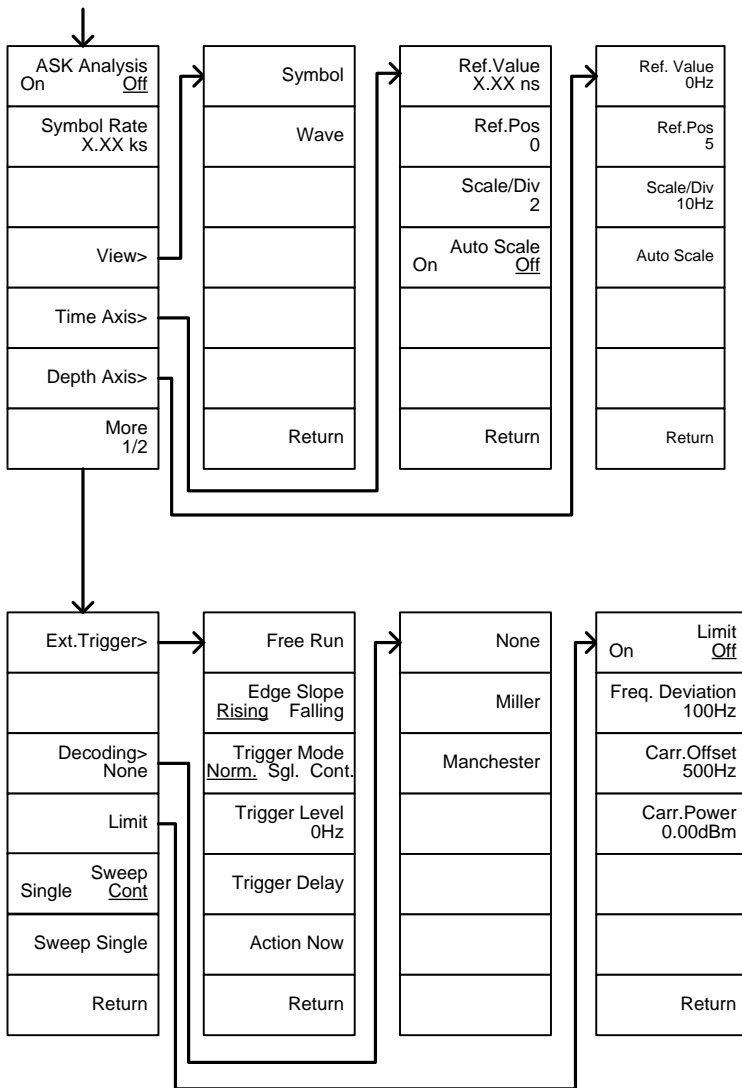 ASK Analysis
On Off
Symbol Rate
X.XX ks
View>
Time Axis>
Depth Axis>
More
1/2
Symbol
Wave
Return
Ref.Value
X.XX ns
Ref.Pos
0
Scale/Div
2
Auto Scale
On Off
Return
Ref. Value
0Hz
Ref.Pos
5
Scale/Div
10Hz
Auto Scale
Return
Ext.Trigger>
Decoding>
None
Limit
Sweep
Single Cont
Sweep Single
Return
Free Run
Edge Slope
Rising Falling
Trigger Mode
Norm. Sgl. Cont.
Trigger Level
0Hz
Trigger Delay
Action Now
Return
None
Miller
Manchester
Limit
On Off
Freq. Deviation
100Hz
Carr.Offset
500Hz
Carr.Power
0.00dBm
Return